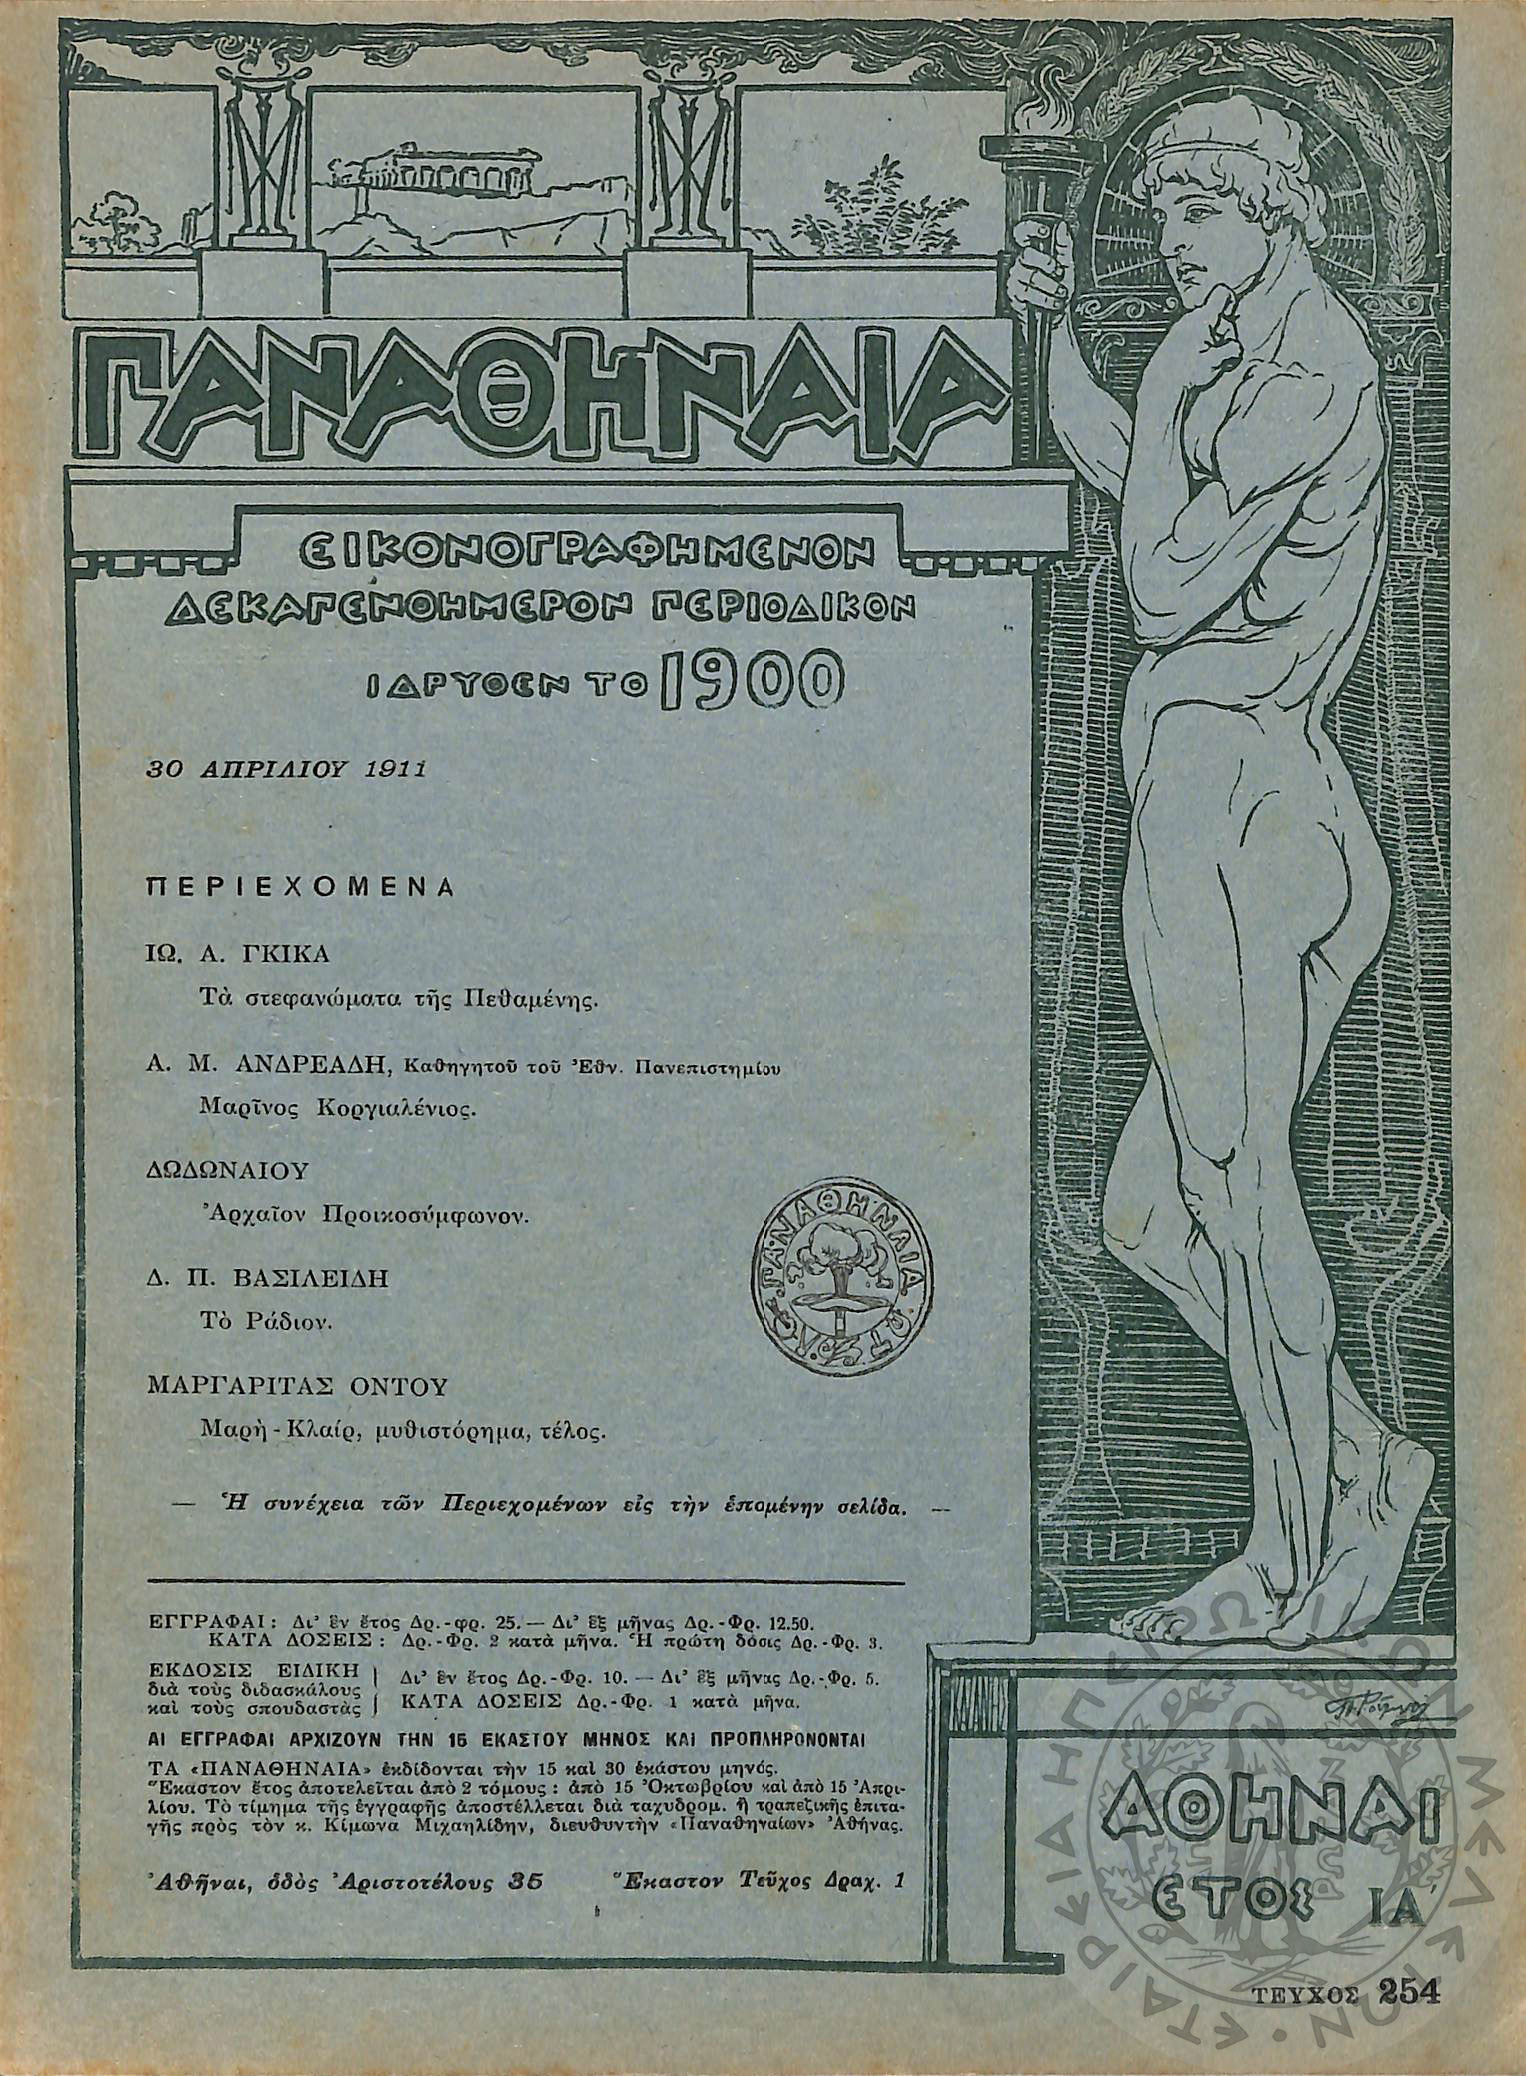 ΠΑΝΑΘΗΝΑΙΑ
ΕΙΚΟΝΟΓΡΑΦΗΜΕΝΟΝ
ΔΕΚΑΠΕΝΘΗΜΕΡΟΝ ΠΕΡΙΟΔΙΚΟΝ
ΙΔΡΥΘΕΝ ΤΟ 1900
30 ΑΠΡΙΛΙΟΥ 1911
ΠΕΡΙΕΧΟΜΕΝΑ
ΙΩ. Α. ΓΚΙΚΑ
Τὰ στεφανώματα τῆς Πεθαμένης.
Α. Μ. ΑΝΔΡΕΑΔΗ, Καθηγητοῦ τοῦ Ἐθν. Πανεπιστημίου
Μαρῖνος Κοργιαλένιος.
ΔΩΔΩΝΑΙΟΥ
Ἀρχαῖον Προικοσύμφωνον.
Δ. Π. ΒΑΣΙΛΕΙΔΗ
Τὸ Ράδιον.
ΜΑΡΓΑΡΙΤΑΣ ΟΝΤΟΥ
Μαρὴ - Κλαίρ, μυθιστόρημα, τέλος.
— Ἡ συνέχεια τῶν Περιεχομένων εἰς τὴν ἑπομένην σελίδα. —
ΠΑΝΑΘΗΝΑΙΑ
ΕΓΓΡΑΦΑΙ : Δι' ἓν ἔτος Δρ.-φρ. 25. — Δι' ἓξ μῆνας Δρ.-Φρ. 12.50.
ΚΑΤΑ ΔΟΣΕΙΣ : Δρ.-Φρ. 2 κατὰ μῆνα. Ἡ πρώτη δόσις Δρ.-Φρ. 3.
ΕΚΔΟΣΙΣ ΕΙΔΙΚΗ
διὰ τοὺς διδασκάλους
καὶ τοὺς σπουδαστὰς
Δι' ἓν ἔτος Δρ.-Φρ. 10. — Δι' ἓξ μῆνας Δρ.-Φρ. 5.
ΚΑΤΑ ΔΟΣΕΙΣ Δρ.-Φρ. 1 κατὰ μῆνα.
ΑΙ ΕΓΓΡΑΦΑΙ ΑΡΧΙΖΟΥΝ ΤΗΝ 15 ΕΚΑΣΤΟΥ ΜΗΝΟΣ ΚΑΙ ΠΡΟΠΛΗΡΟΝΟΝΤΑΙ
ΤΑ «ΠΑΝΑΘΗΝΑΙΑ» ἐκδίδονται τὴν 15 καὶ 30 ἑκάστου μηνός.
Ἕκαστον ἔτος ἀποτελεῖται ἀπὸ 2 τόμους : ἀπὸ 15 Ὀκτωβρίου καὶ ἀπὸ 15 Ἀπρι-
λίου. Τὸ τίμημα τῆς ἐγγραφῆς ἀποστέλλεται διὰ ταχυδρομ. ἢ τραπεζικῆς ἐπιτα-
γῆς πρὸς τὸν κ. Κίμωνα Μιχαηλίδην, διευθυντὴν «Παναθηναίων» Ἀθήνας.
Ἀθῆναι, ὁδὸς Ἀριστοτέλους 35 Ἕκαστον Τεῦχος Δραχ. 1
ΑΘΗΝΑΙ
ΕΤΟΣ ΙΑ'
ΤΕΥΧΟΣ 254